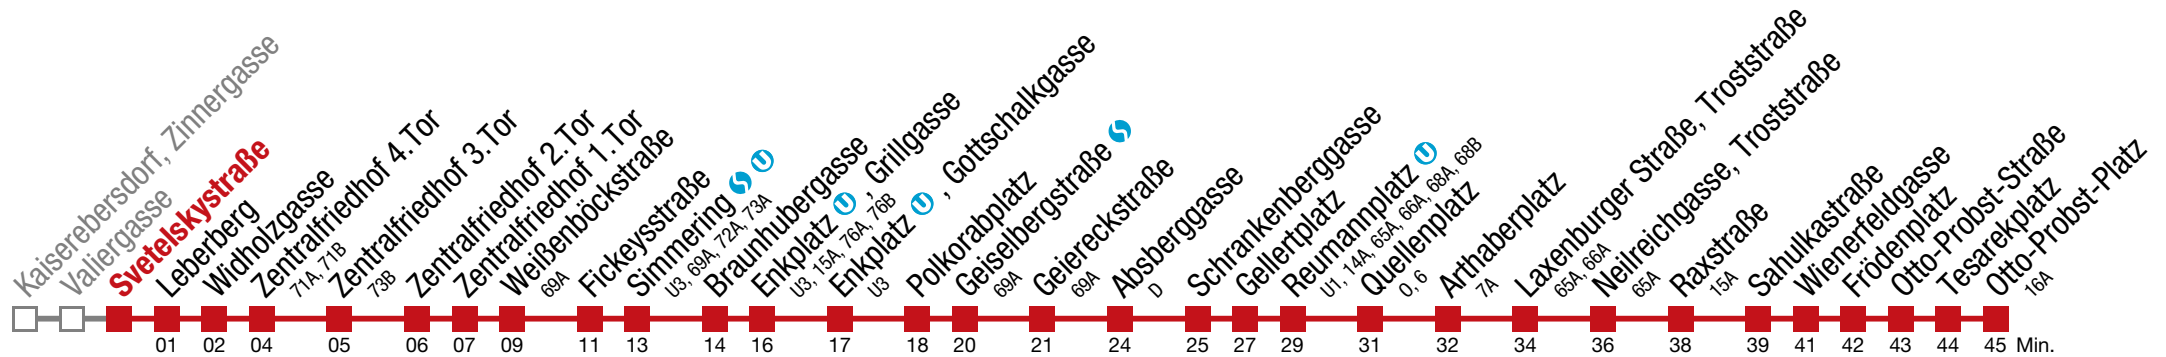 Kaiserebersdorf, Zinnergasse
Valiergasse
Svetelskystraße
Leberberg
Widholzgasse
Zentralfriedhof 4.Tor
71A, 71B
Zentralfriedhof 3.Tor
73B
Zentralfriedhof 2.Tor
Zentralfriedhof 1.Tor
Weißenböckstraße
69A
Fickeysstraße
Simmering S U
U3, 69A, 72A, 73A
Braunhubergasse
Enkplatz U , Grillgasse
U3, 15A, 76A, 76B
Enkplatz U , Gottschalkgasse
U3
Polkorabplatz
Geiselbergstraße S
69A
Geiereckstraße
69A
Absberggasse
D
Schrankenberggasse
Gellertplatz
Reumannplatz U
U1, 14A, 65A, 66A, 68A, 68B
Quellenplatz
O, 6
Arthaberplatz
7A
Laxenburger Straße, Troststraße
65A, 66A
Neilreichgasse, Troststraße
65A
Raxstraße
15A
Sahulkastraße
Wienerfeldgasse
Frödenplatz
Otto-Probst-Straße
Tesarekplatz
Otto-Probst-Platz
16A
01 02 04 05 06 07 09 11 13 14 16 17 18 20 21 24 25 27 29 31 32 34 36 38 39 41 42 43 44 45 Min.